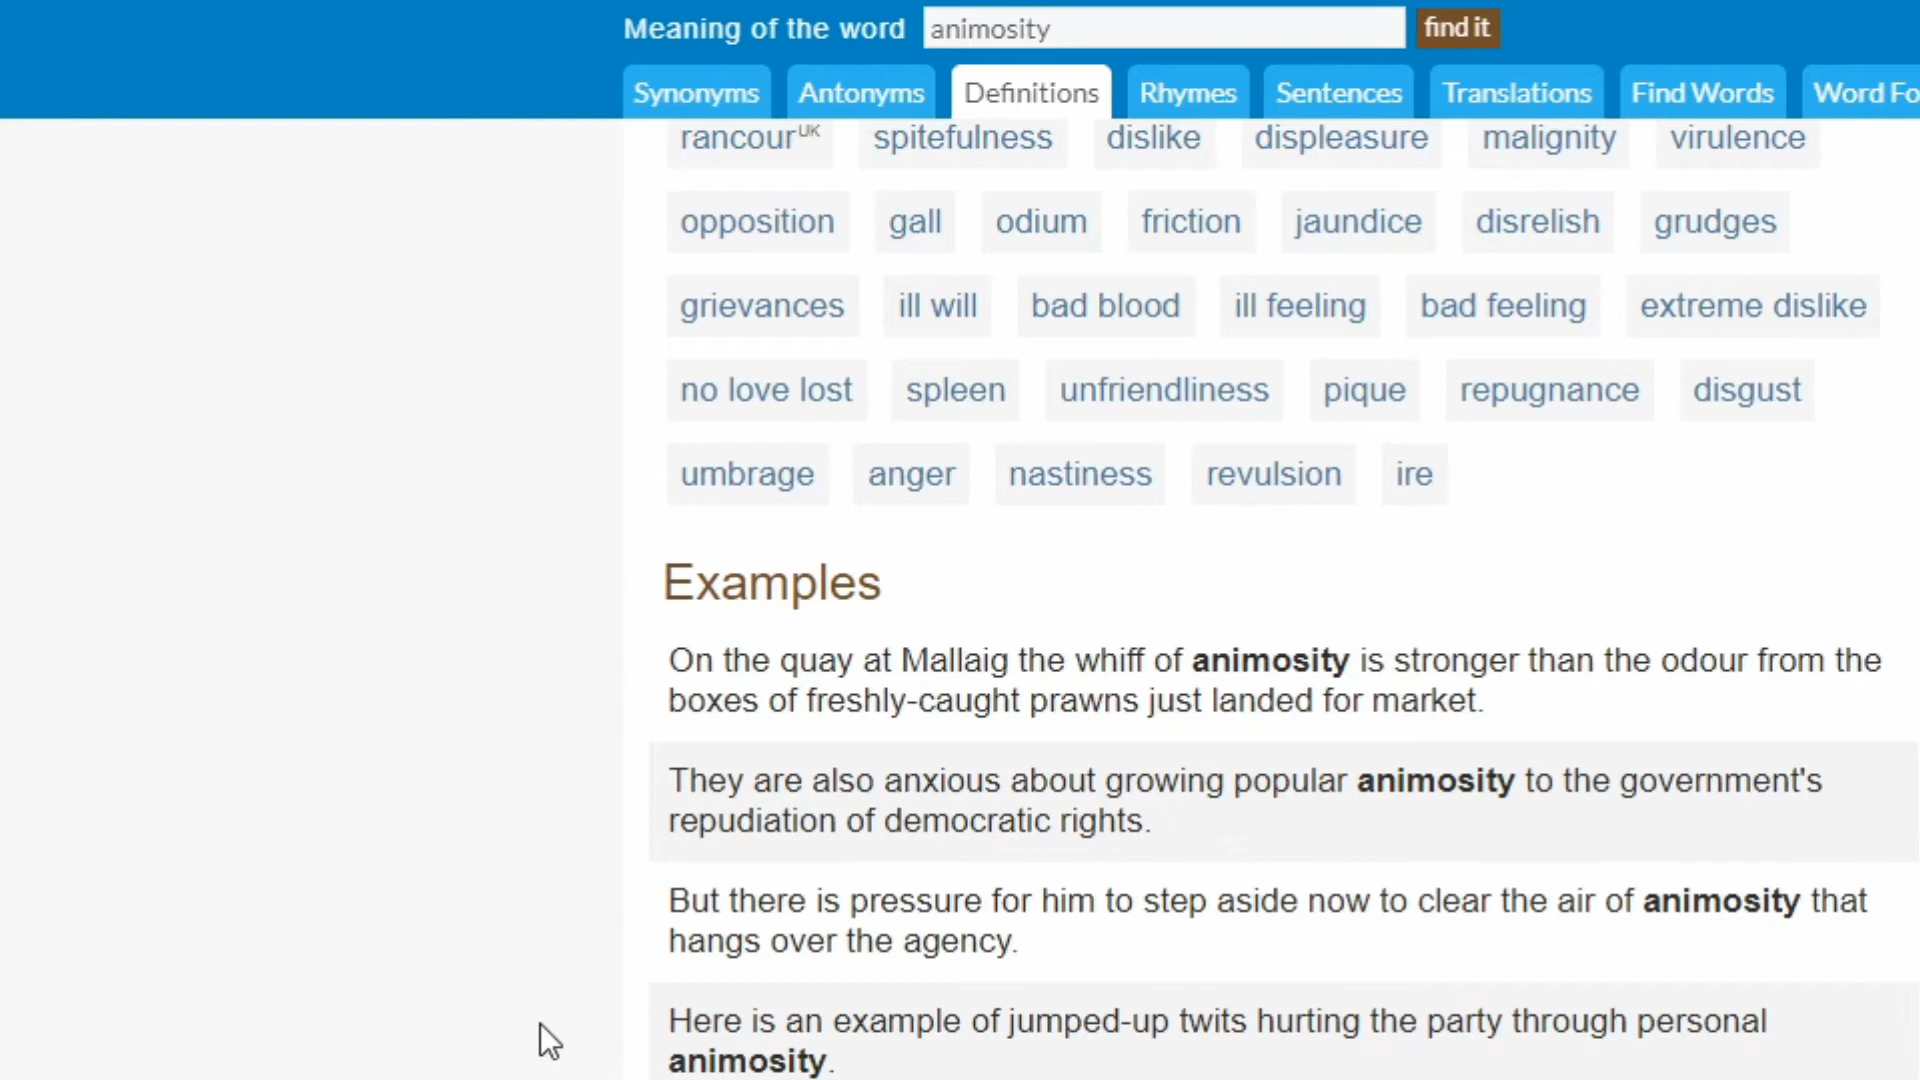 Meaning of the word animosity find it
Synonyms Antonyms Definitions Rhymes Sentences Translations Find Words Word Fo
rancourUK spitefulness dislike displeasure malignity virulence
opposition gall odium friction jaundice disrelish grudges
grievances ill will bad blood ill feeling bad feeling extreme dislike
no love lost spleen unfriendliness pique repugnance disgust
umbrage anger nastiness revulsion ire
Examples
On the quay at Mallaig the whiff of animosity is stronger than the odour from the
boxes of freshly-caught prawns just landed for market.
They are also anxious about growing popular animosity to the government's
repudiation of democratic rights.
But there is pressure for him to step aside now to clear the air of animosity that
hangs over the agency.
Here is an example of jumped-up twits hurting the party through personal
animosity.